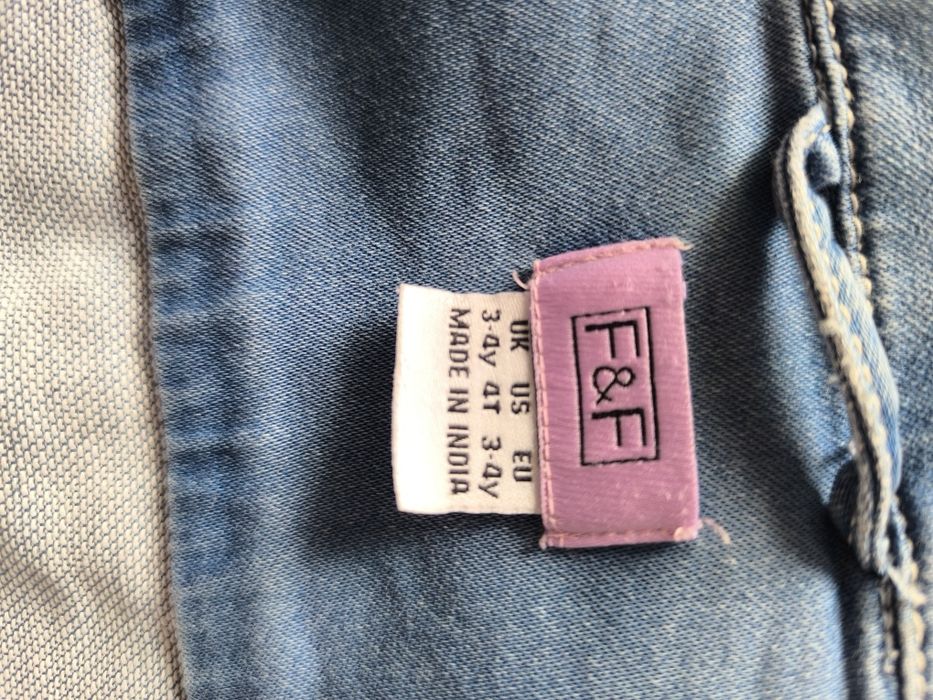 F&F
UK US EU
3-4y 4T 3-4y
MADE IN INDIA